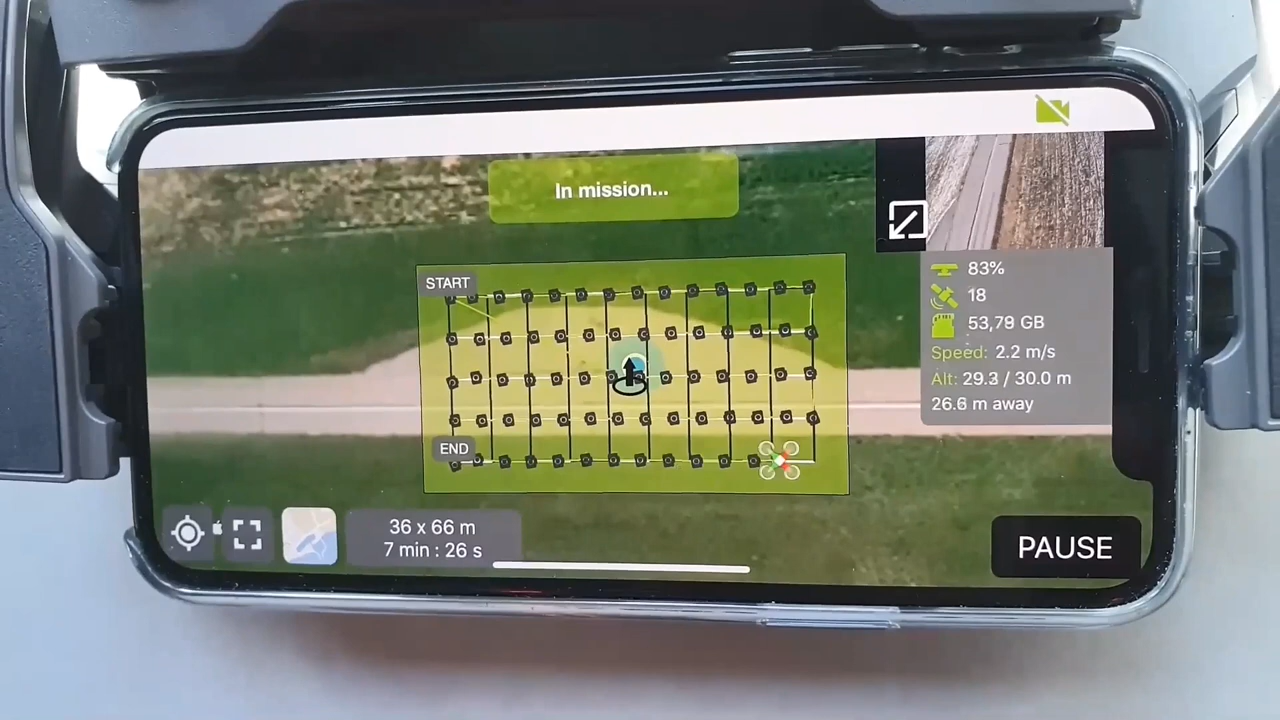 In mission...
START
83%
18
53,79 GB
Speed: 2.2 m/s
Alt: 29.3 / 30.0 m
26.6 m away
END
36 x 66 m
7 min : 26 s
PAUSE